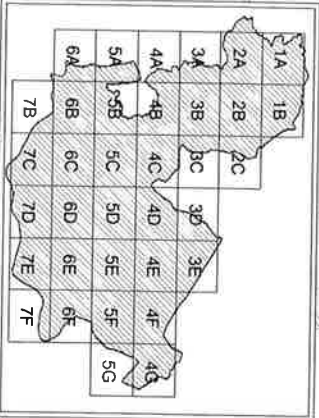 1A 1B
2A 2B 2C
3A 3B 3C 3D 3E
4A 4B 4C 4D 4E 4F 4G
5A 5B 5C 5D 5E 5F 5G
6A 6B 6C 6D 6E 6F
7B 7C 7D 7E 7F